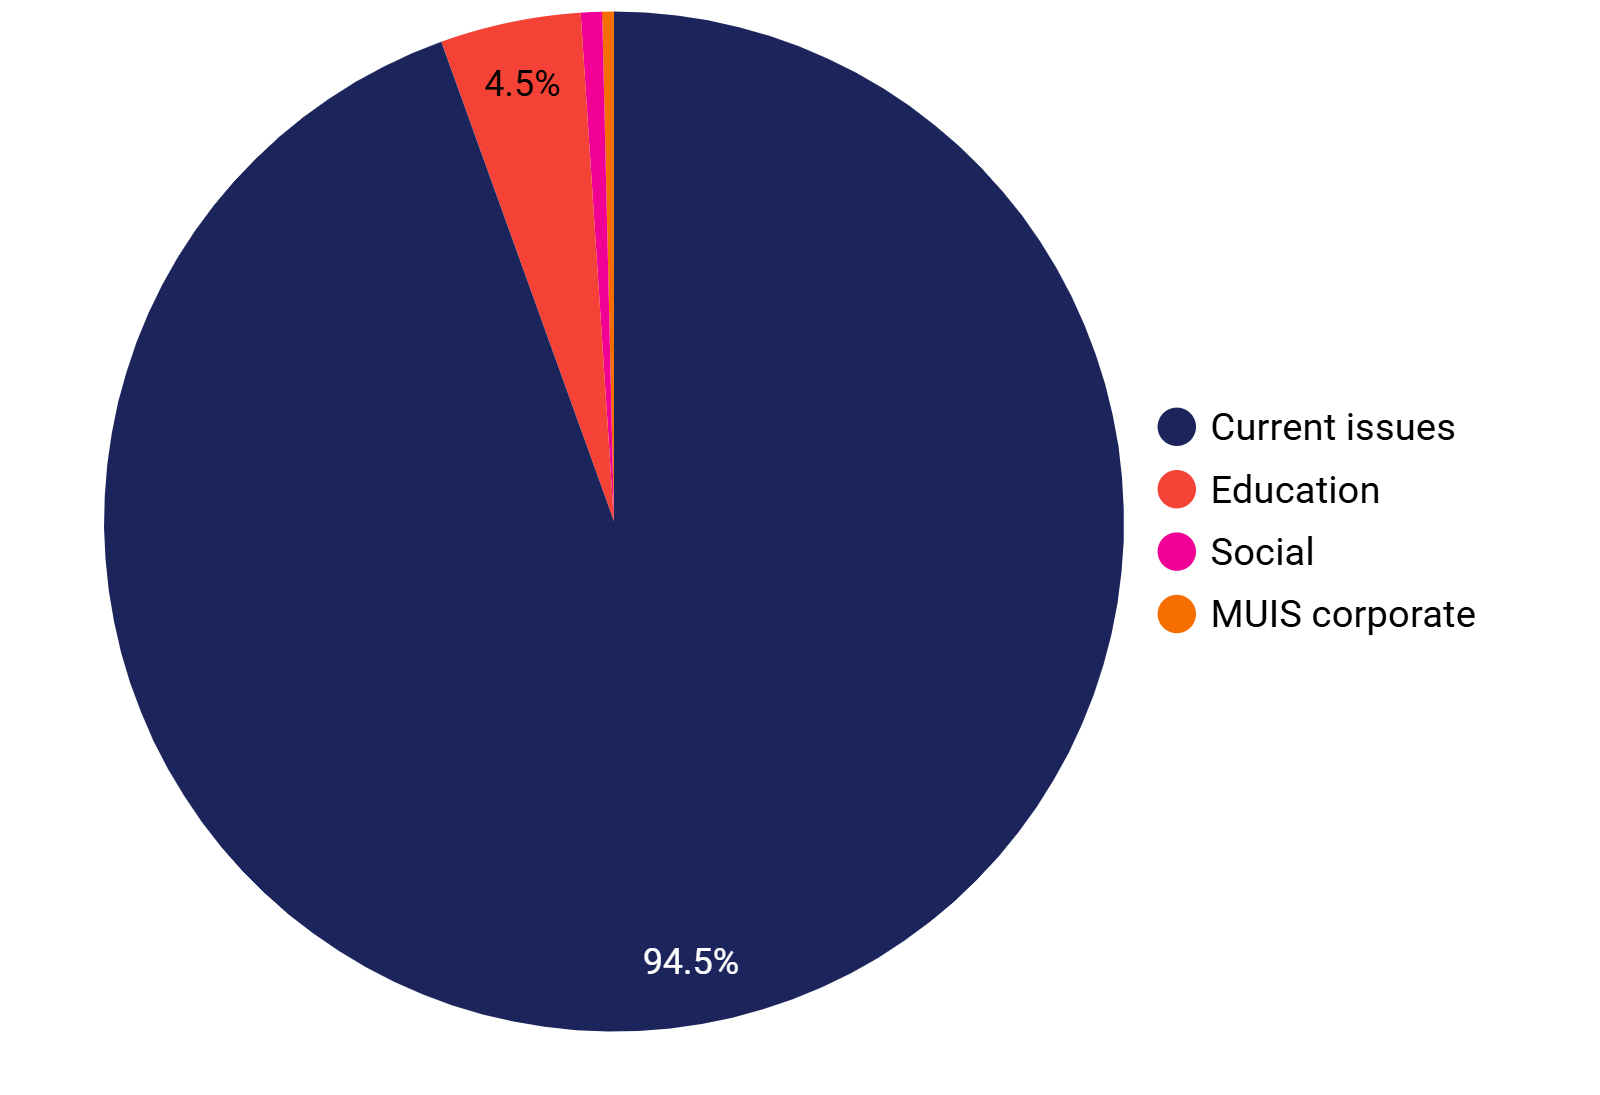 4.5%
94.5%
Current issues
Education
Social
MUIS corporate